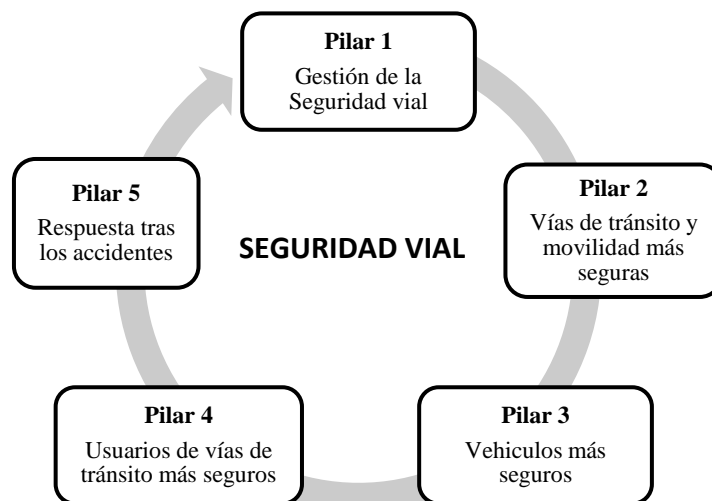 Pilar 1
Gestión de la
Seguridad vial
Pilar 2
Vías de tránsito y
movilidad más
seguras
Pilar 3
Vehiculos más
seguros
Pilar 4
Usuarios de vías de
tránsito más seguros
Pilar 5
Respuesta tras
los accidentes
SEGURIDAD VIAL